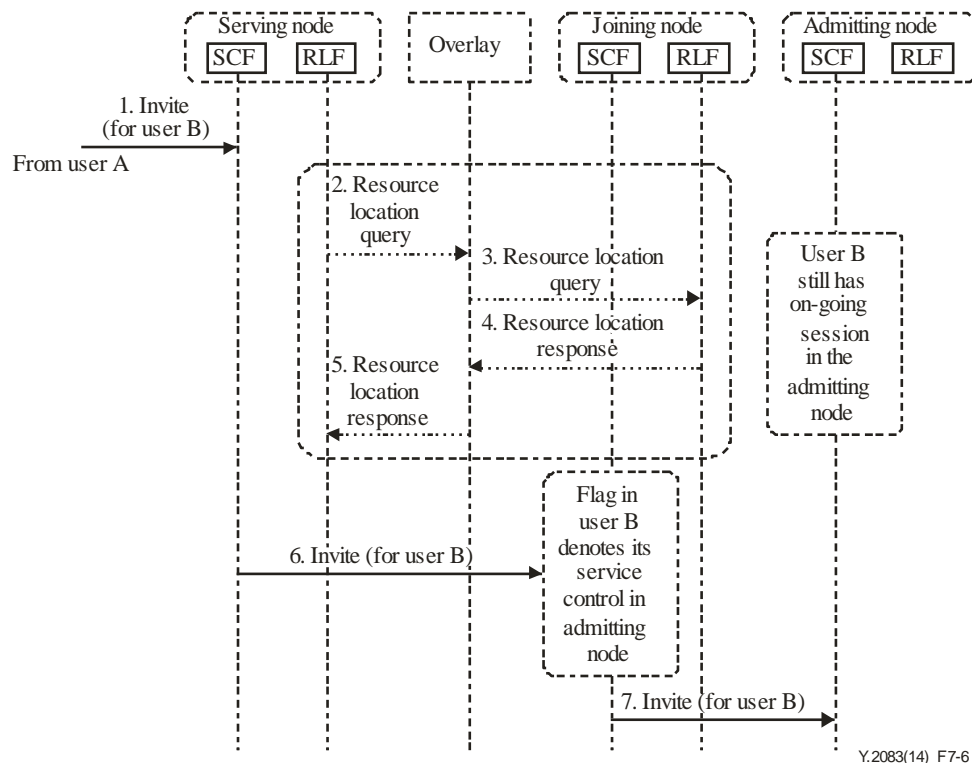 Serving node
SCF
RLF
Overlay
Joining node
SCF
RLF
Admitting node
SCF
RLF
1. Invite
(for user B)
From user A
2. Resource
location
query
3. Resource location
query
4. Resource location
response
5. Resource
location
response
User B
still has
on-going
session
in the
admitting
node
Flag in
user B
denotes its
service
control in
admitting
node
6. Invite (for user B)
7. Invite (for user B)
Y.2083(14)_F7-6